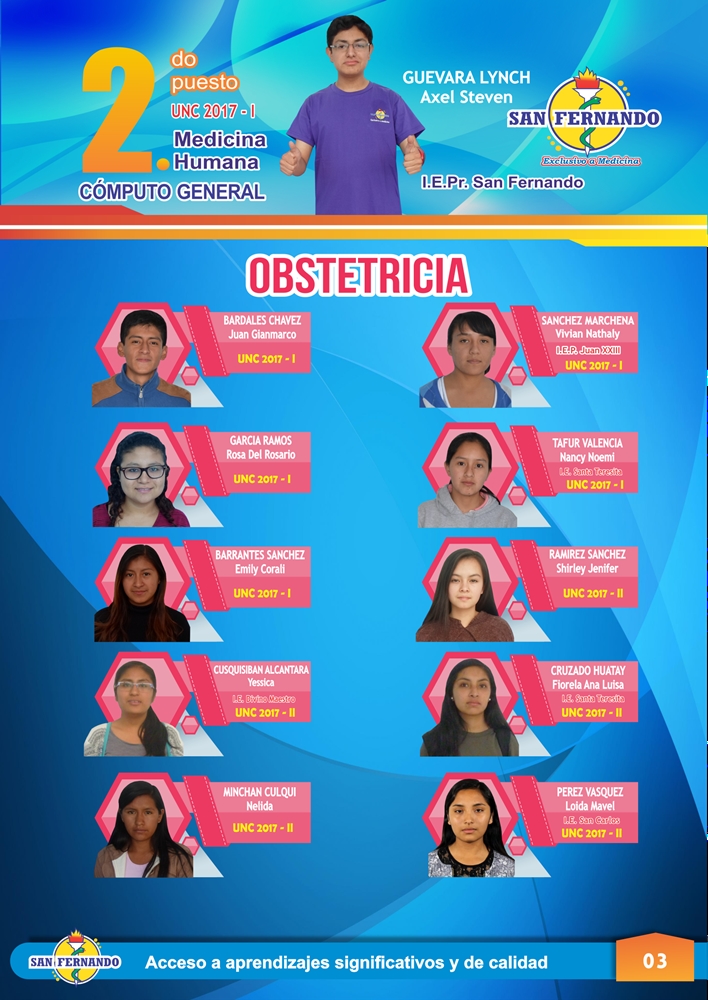 2.do
puesto
UNC 2017 - I
Medicina
Humana
CÓMPUTO GENERAL
GUEVARA LYNCH
Axel Steven
SAN FERNANDO
Exclusivo a Medicina
I.E.Pr. San Fernando
OBSTETRICIA
BARDALES CHAVEZ
Juan Gianmarco
UNC 2017 - I
SANCHEZ MARCHENA
Vivian Nathaly
I.E.P. Juan XXIII
UNC 2017 - I
GARCIA RAMOS
Rosa Del Rosario
UNC 2017 - I
TAFUR VALENCIA
Nancy Noemi
I.E. Santa Teresita
UNC 2017 - I
BARRANTES SANCHEZ
Emily Corali
UNC 2017 - I
RAMIREZ SANCHEZ
Shirley Jenifer
UNC 2017 - II
CUSQUISIBAN ALCANTARA
Yessica
I.E. Divino Maestro
UNC 2017 - II
CRUZADO HUATAY
Florela Ana Luisa
I.E. Santa Teresita
UNC 2017 - II
MINCHAN CULQUI
Nelida
UNC 2017 - II
PEREZ VASQUEZ
Loida Mavel
I.E. San Carlos
UNC 2017 - II
SAN FERNANDO
Acceso a aprendizajes significativos y de calidad
03